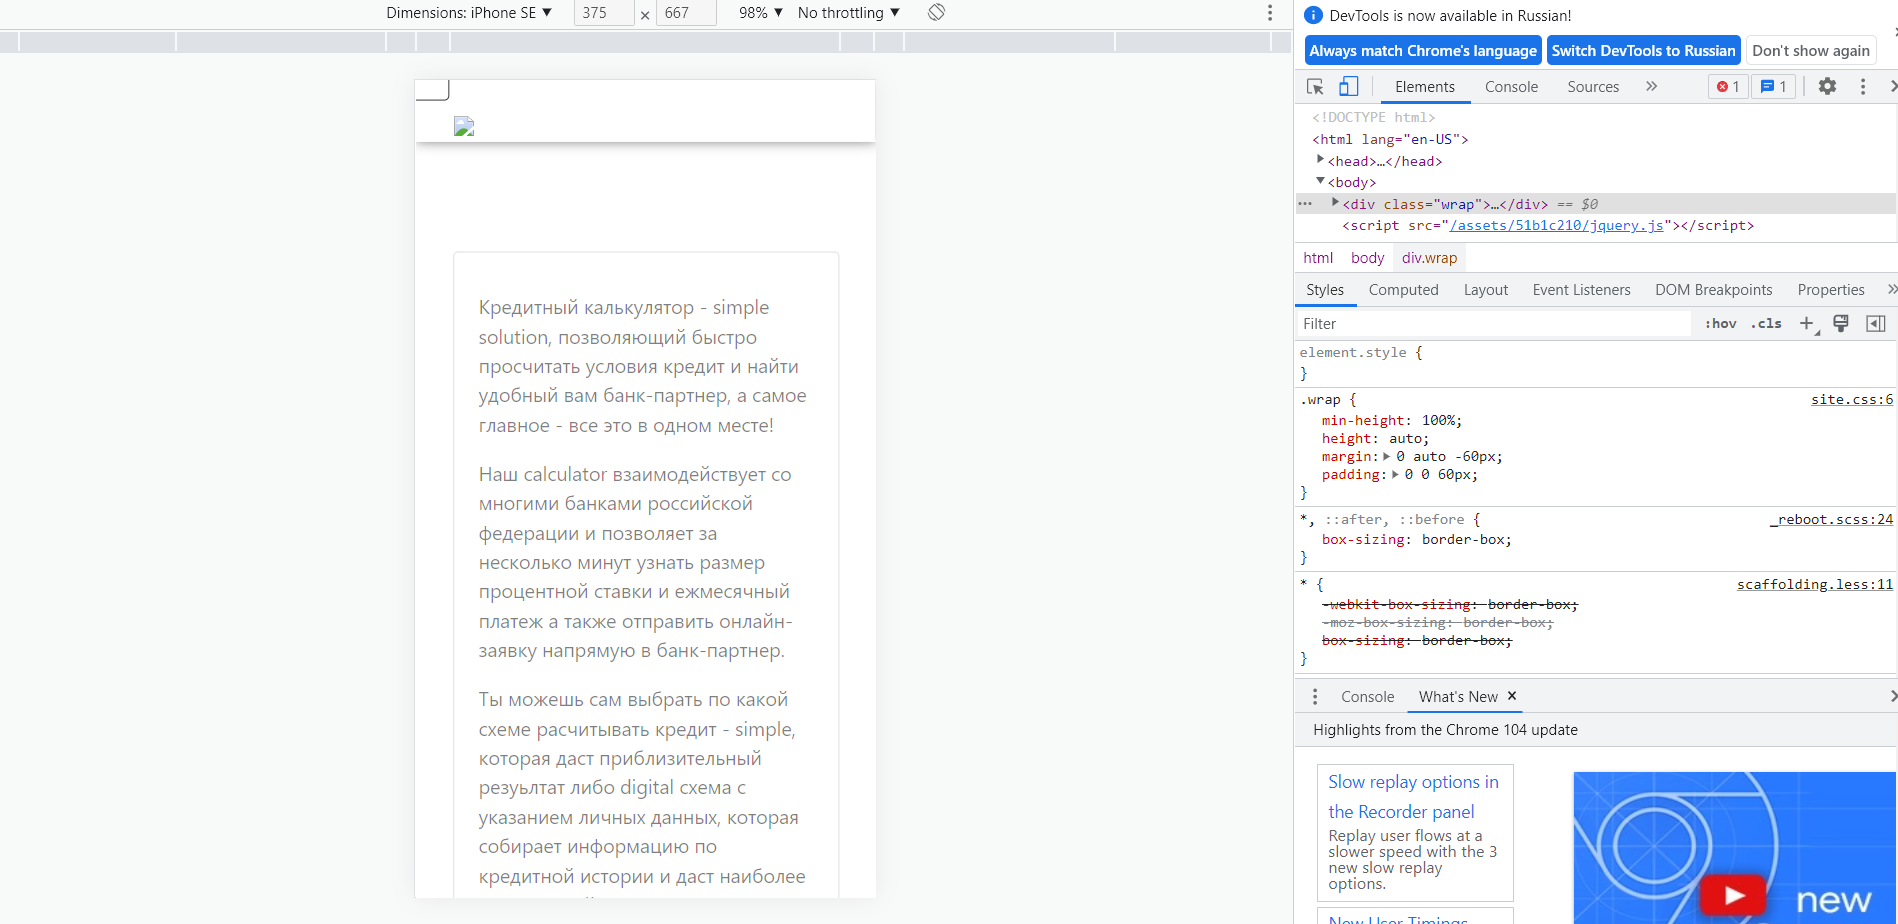 Dimensions: iPhone SE ▼ 375 × 667 98% ▼ No throttling ▼
Кредитный калькулятор - simple
solution, позволяющий быстро
просчитать условия кредит и найти
удобный вам банк-партнер, а самое
главное - все это в одном месте!
Наш calculator взаимодействует со
многими банками российской
федерации и позволяет за
несколько минут узнать размер
процентной ставки и ежмесячный
платеж а также отправить онлайн-
заявку напрямую в банк-партнер.
Ты можешь сам выбрать по какой
схеме расчитывать кредит - simple,
которая даст приблизительный
резуьлтат либо digital схема с
указанием личных данных, которая
собирает информацию по
кредитной истории и даст наиболее
DevTools is now available in Russian!
Always match Chrome's language Switch DevTools to Russian Don't show again
Elements Console Sources » 1 1
<!DOCTYPE html>
<html lang="en-US">
<head>…</head>
<body>
<div class="wrap">…</div> == $0
<script src="/assets/51b1c210/jquery.js"></script>
html body div.wrap
Styles Computed Layout Event Listeners DOM Breakpoints Properties »
Filter :hov .cls +
element.style {
}
.wrap { site.css:6
min-height: 100%;
height: auto;
margin: 0 auto -60px;
padding: 0 0 60px;
}
*, ::after, ::before { _reboot.scss:24
box-sizing: border-box;
}
* { scaffolding.less:11
-webkit-box-sizing: border-box;
-moz-box-sizing: border-box;
box-sizing: border-box;
}
Console What's New ×
Highlights from the Chrome 104 update
Slow replay options in
the Recorder panel
Replay user flows at a
slower speed with the 3
new slow replay
options.
New User Timings
new